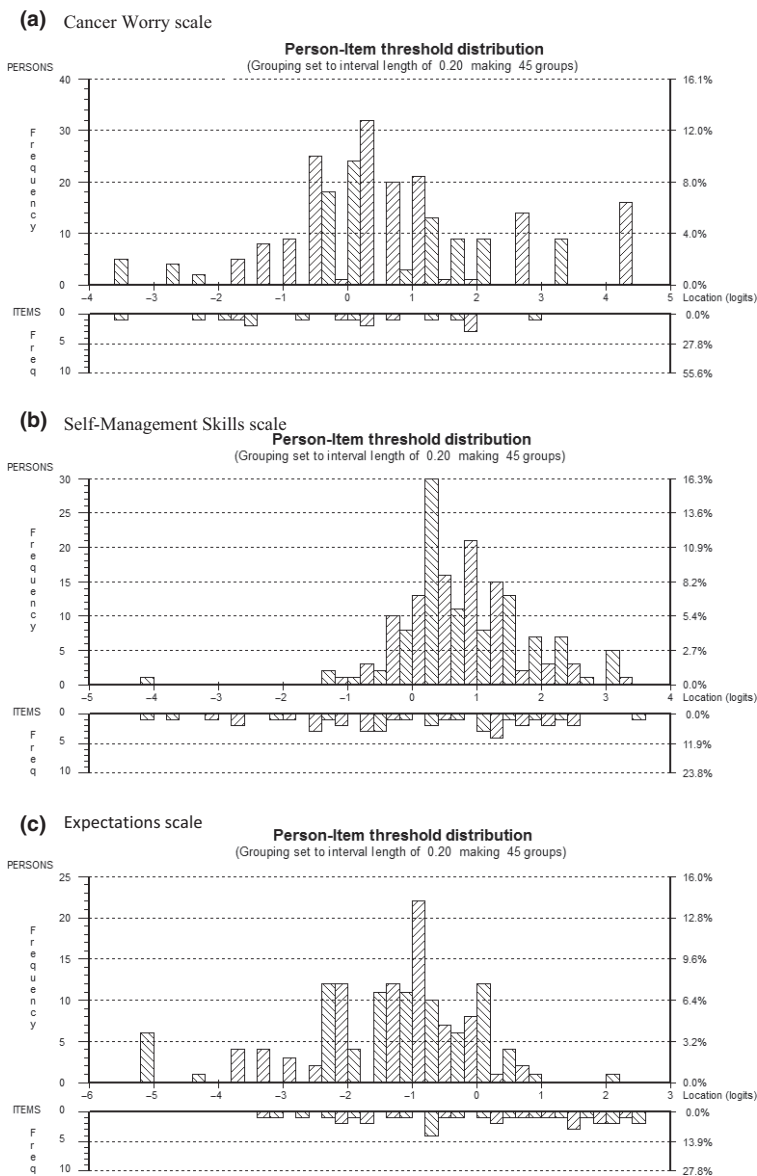 (a) Cancer Worry scale
Person-Item threshold distribution
(Grouping set to interval length of 0.20 making 45 groups)
PERSONS
40 16.1%
30 12.0%
20 8.0%
10 4.0%
0 0.0%
Frequency
−4 −3 −2 −1 0 1 2 3 4 5 Location (logits)
ITEMS 0 0.0%
Freq
5 27.8%
10 55.6%
(b) Self-Management Skills scale
Person-Item threshold distribution
(Grouping set to interval length of 0.20 making 45 groups)
PERSONS
30 16.3%
25 13.6%
20 10.9%
15 8.2%
10 5.4%
5 2.7%
0 0.0%
Frequency
−5 −4 −3 −2 −1 0 1 2 3 4 Location (logits)
ITEMS 0 0.0%
Freq
5 11.9%
10 23.8%
(c) Expectations scale
Person-Item threshold distribution
(Grouping set to interval length of 0.20 making 45 groups)
PERSONS
25 16.0%
20 12.8%
15 9.6%
10 6.4%
5 3.2%
0 0.0%
Frequency
−6 −5 −4 −3 −2 −1 0 1 2 3 Location (logits)
ITEMS 0 0.0%
Freq
5 13.9%
10 27.8%